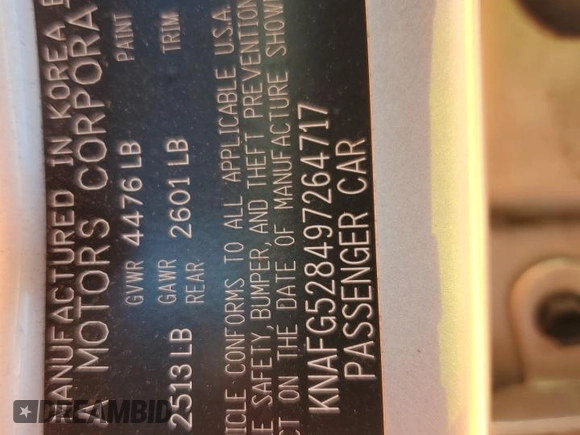 MANUFACTURED IN KOREA
MOTORS CORPORA
GVWR PAINT
4476 LB
GAWR TRIM
2513 LB REAR 2601 LB
ICLE CONFORMS TO ALL APPLICABLE U.S.A.
E SAFETY, BUMPER, AND THEFT PREVENTION
CT ON THE DATE OF MANUFACTURE SHOW
KNAFG528497264717
PASSENGER CAR
DREAMBID